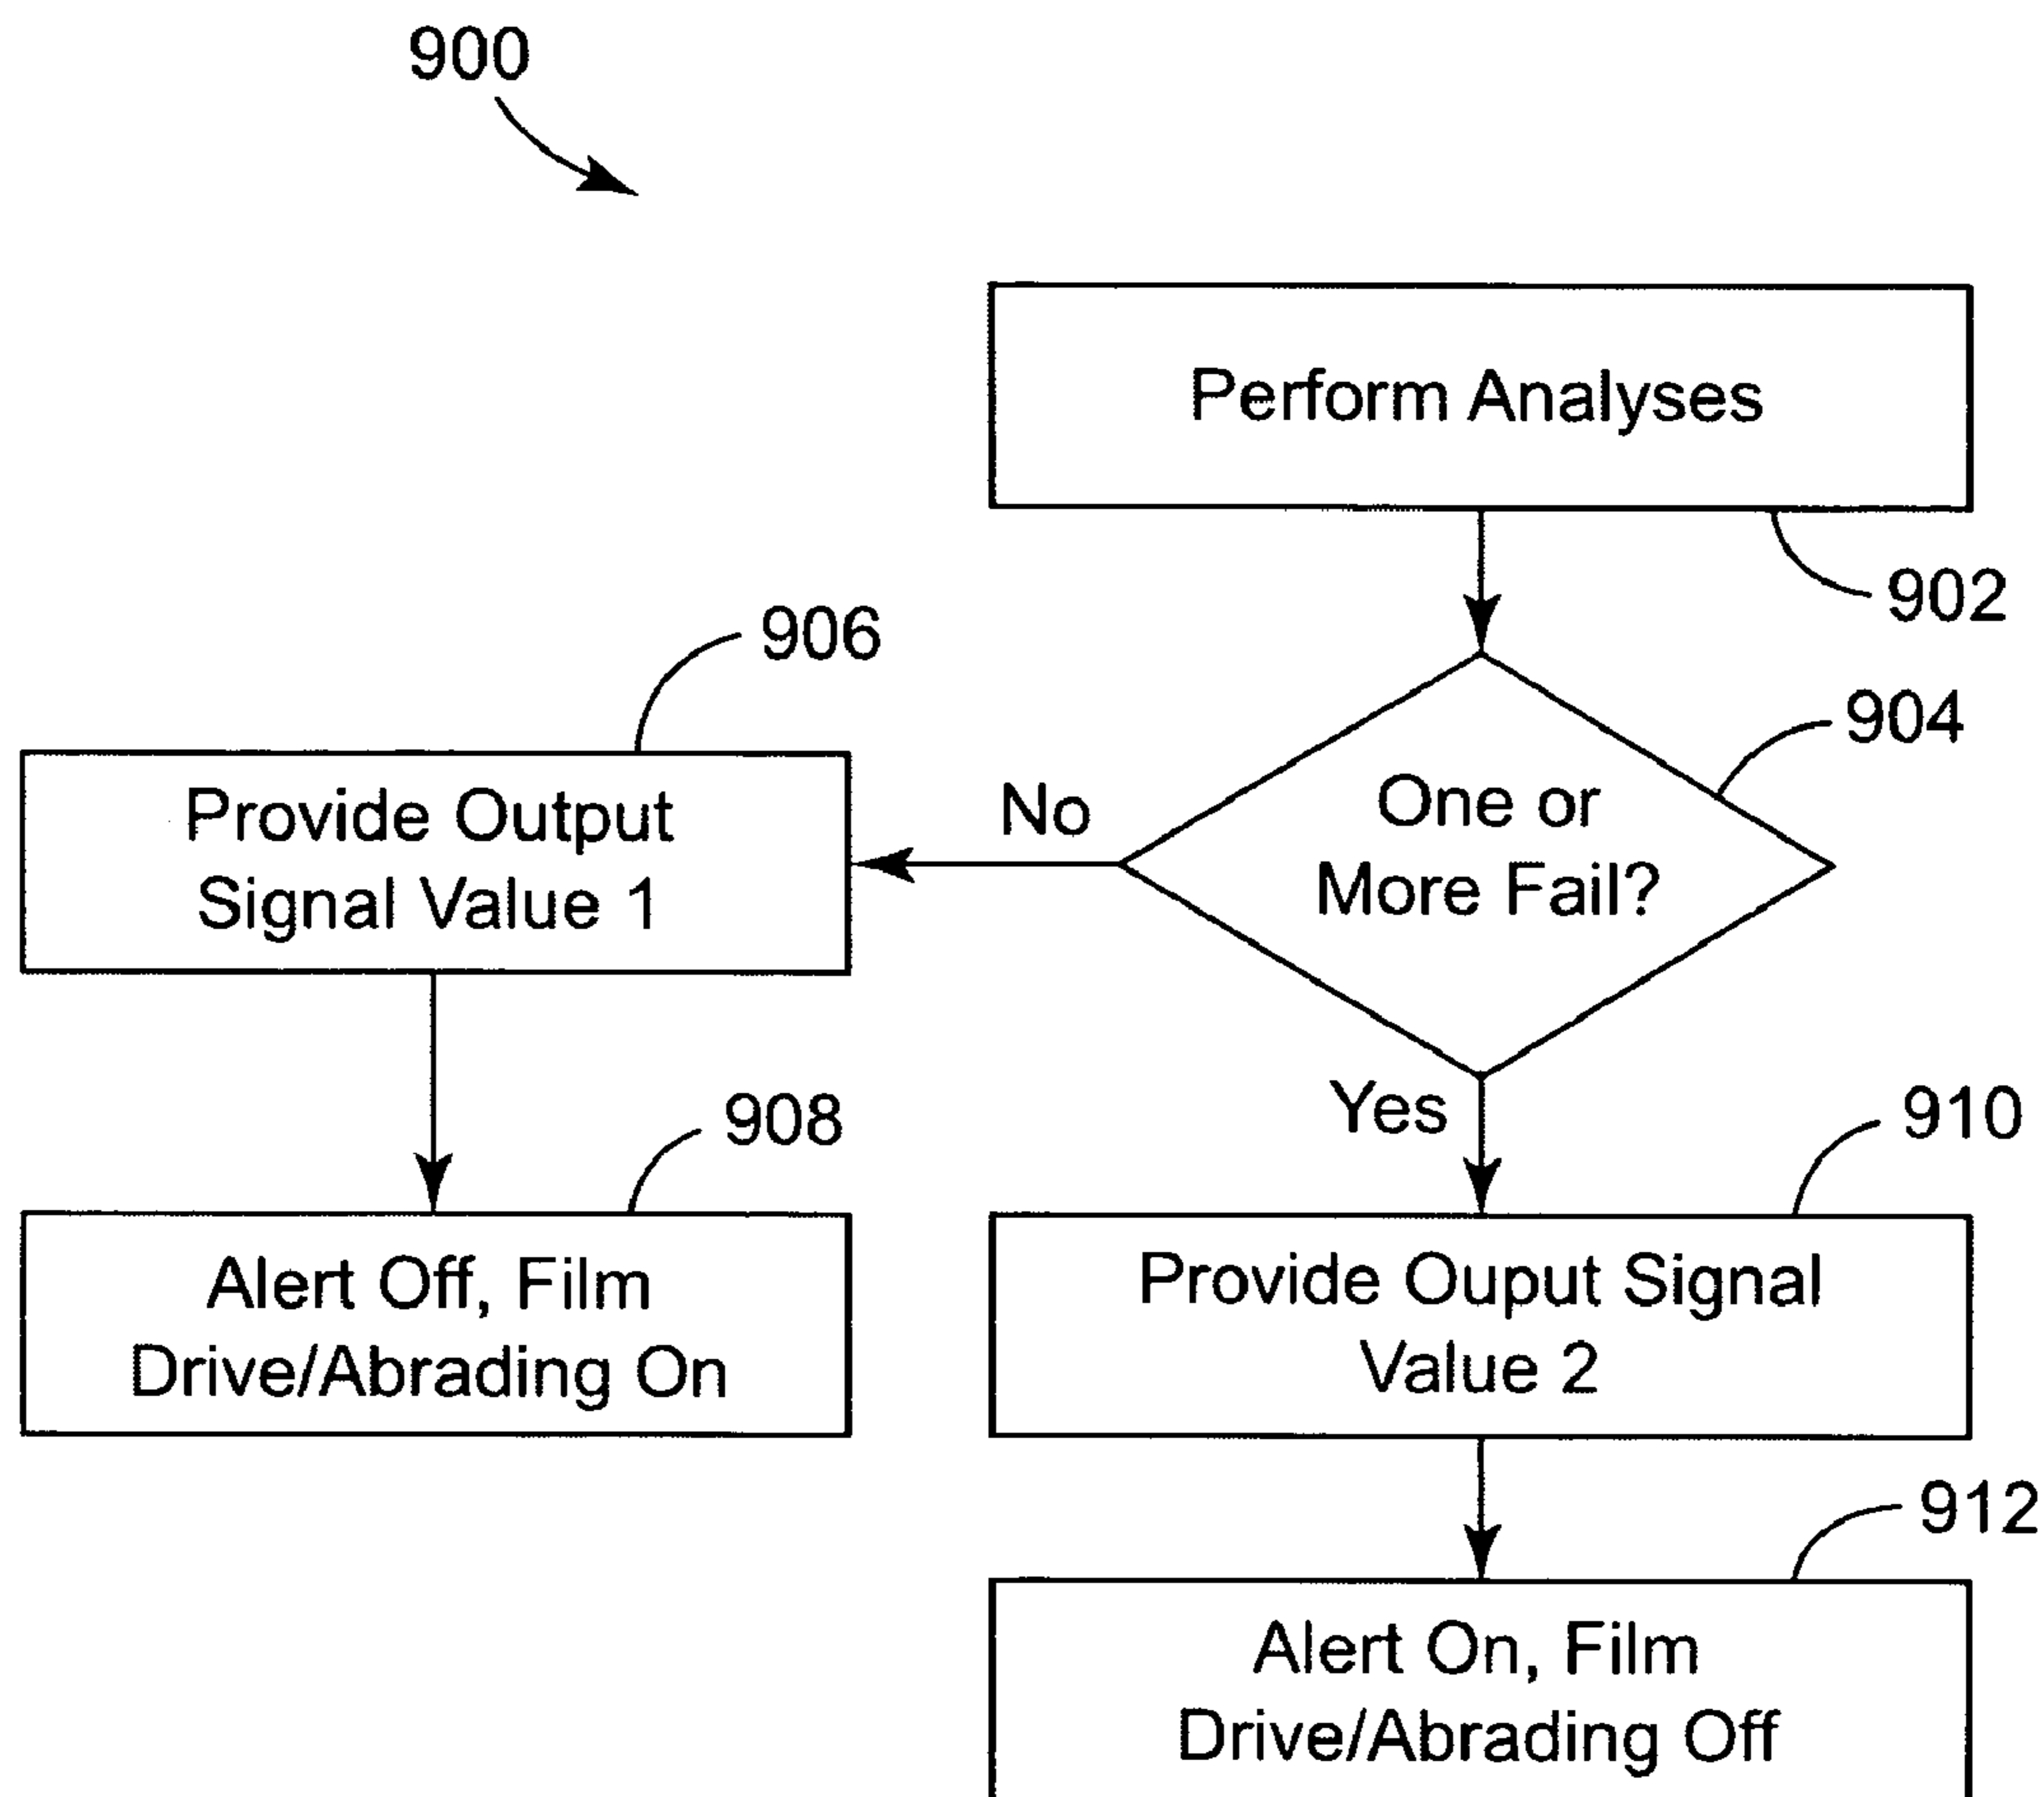 900
Perform Analyses
902
904
One or
More Fail?
No
906
Provide Output
Signal Value 1
908
Alert Off, Film
Drive/Abrading On
Yes
910
Provide Ouput Signal
Value 2
912
Alert On, Film
Drive/Abrading Off